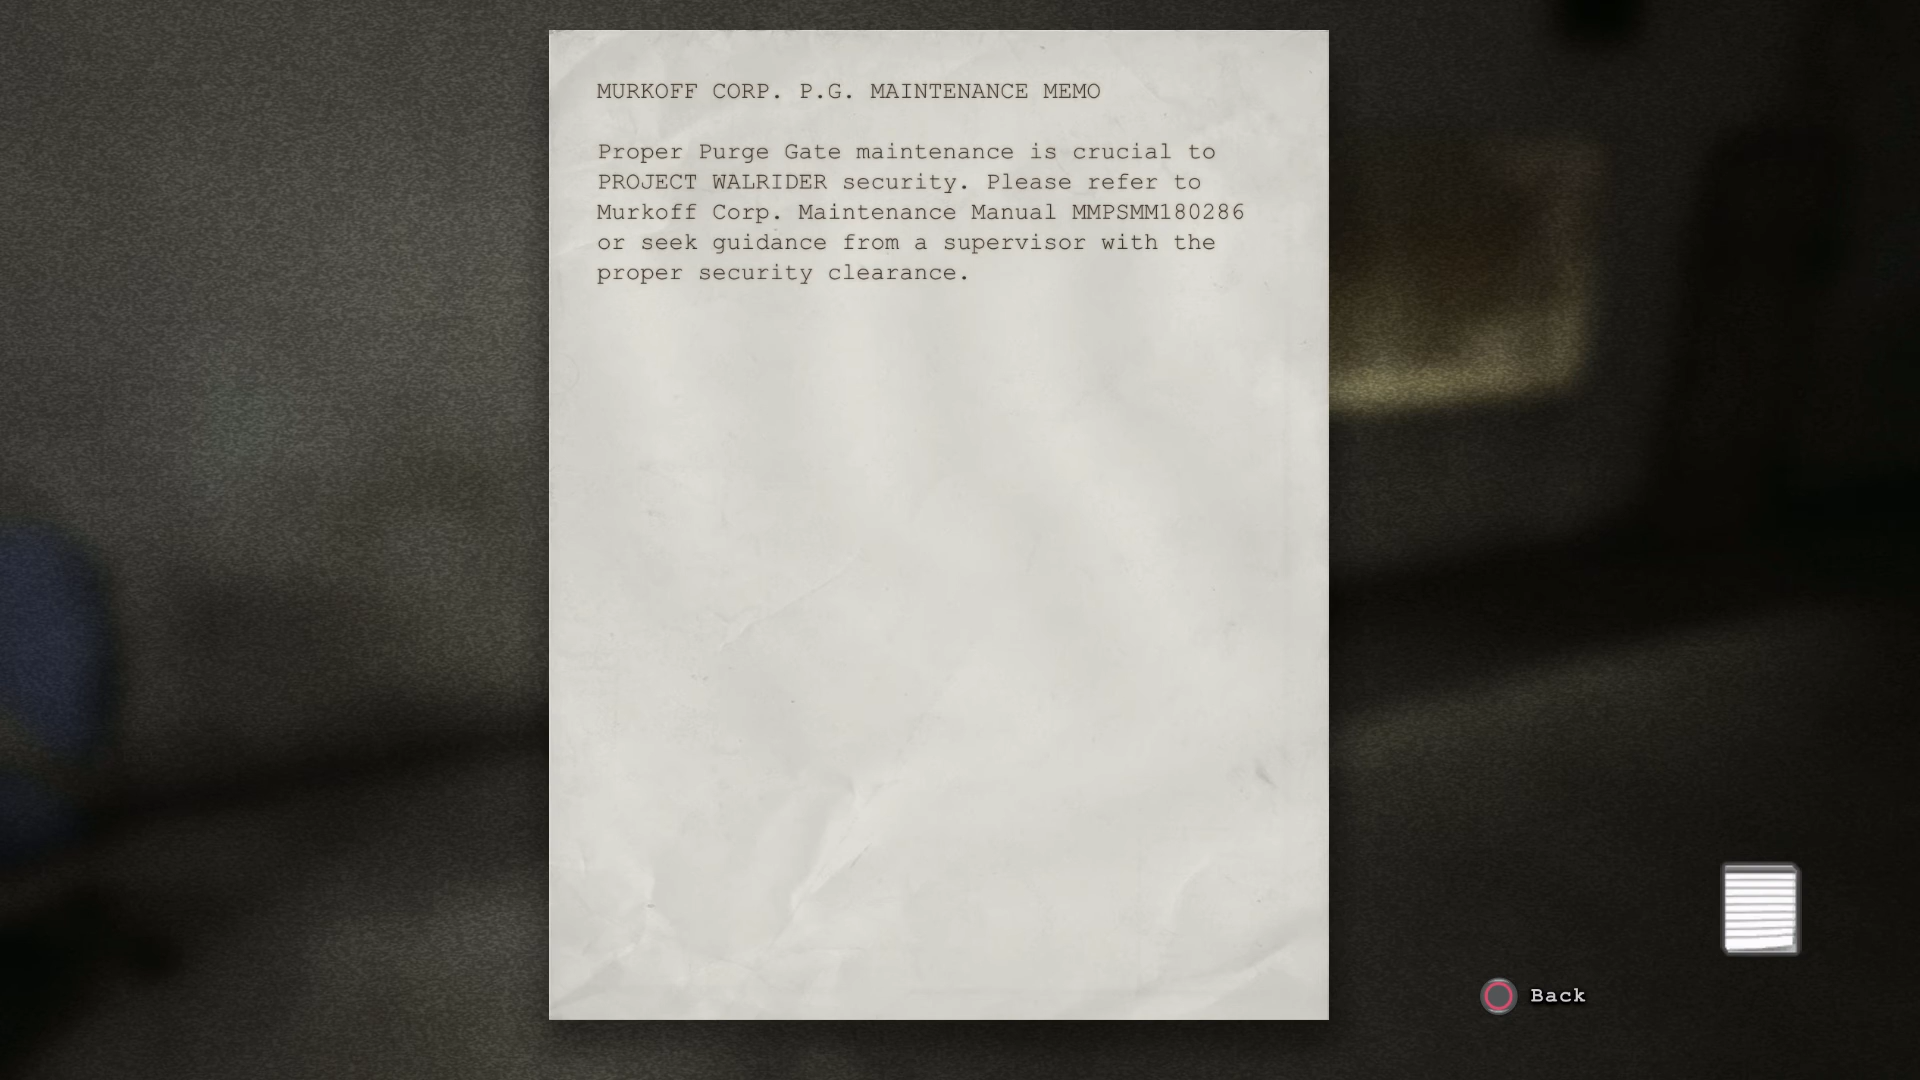 MURKOFF CORP. P.G. MAINTENANCE MEMO
Proper Purge Gate maintenance is crucial to
PROJECT WALRIDER security. Please refer to
Murkoff Corp. Maintenance Manual MMPSMM180286
or seek guidance from a supervisor with the
proper security clearance.
Back